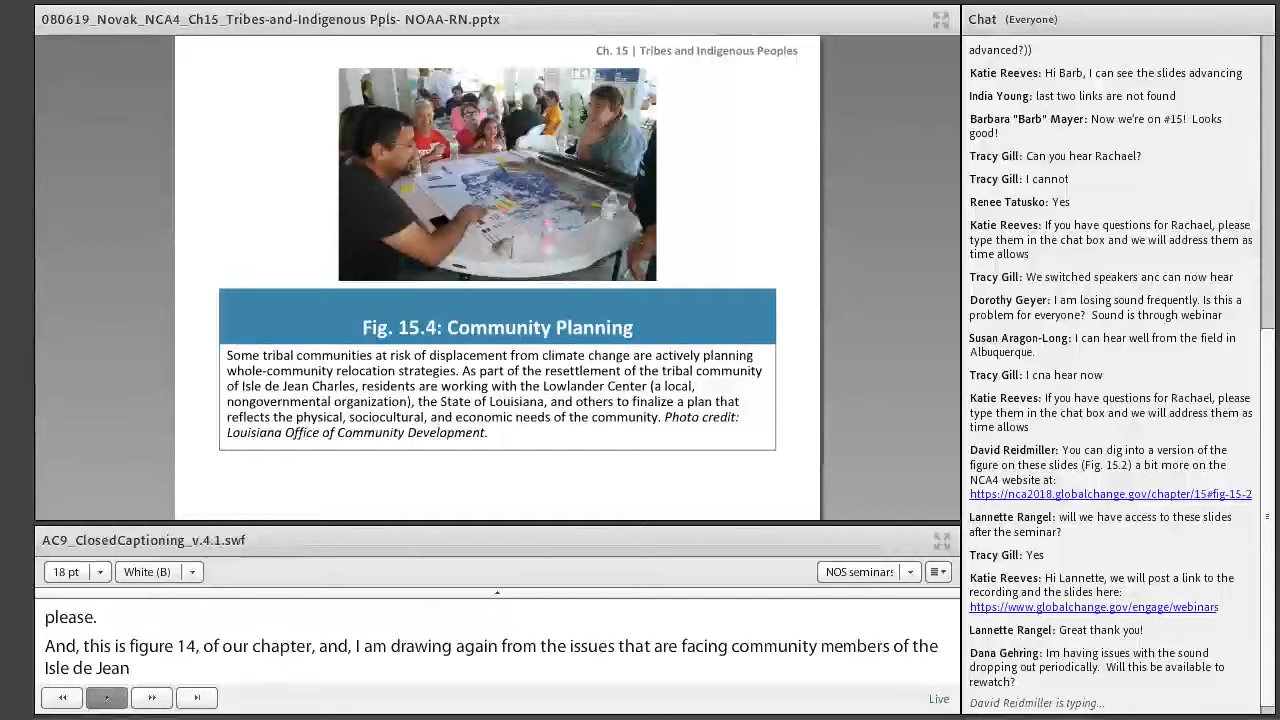 080619_Novak_NCA4_Ch15_Tribes-and-Indigenous Ppls- NOAA-RN.pptx
Ch. 15 | Tribes and Indigenous Peoples
Fig. 15.4: Community Planning
Some tribal communities at risk of displacement from climate change are actively planning
whole-community relocation strategies. As part of the resettlement of the tribal community
of Isle de Jean Charles, residents are working with the Lowlander Center (a local,
nongovernmental organization), the State of Louisiana, and others to finalize a plan that
reflects the physical, sociocultural, and economic needs of the community. Photo credit:
Louisiana Office of Community Development.
AC9_ClosedCaptioning_v.4.1.swf
18 pt
White (B)
NOS seminars
please.
And, this is figure 14, of our chapter, and, I am drawing again from the issues that are facing community members of the
Isle de Jean
Live
Chat (Everyone)
advanced?))
Katie Reeves: Hi Barb, I can see the slides advancing
India Young: last two links are not found
Barbara "Barb" Mayer: Now we're on #15! Looks
good!
Tracy Gill: Can you hear Rachael?
Tracy Gill: I cannot
Renee Tatusko: Yes
Katie Reeves: If you have questions for Rachael, please
type them in the chat box and we will address them as
time allows
Tracy Gill: We switched speakers anc can now hear
Dorothy Geyer: I am losing sound frequently. Is this a
problem for everyone? Sound is through webinar
Susan Aragon-Long: I can hear well from the field in
Albuquerque.
Tracy Gill: I cna hear now
Katie Reeves: If you have questions for Rachael, please
type them in the chat box and we will address them as
time allows
David Reidmiller: You can dig into a version of the
figure on these slides (Fig. 15.2) a bit more on the
NCA4 website at:
https://nca2018.globalchange.gov/chapter/15#fig-15-2
Lannette Rangel: will we have access to these slides
after the seminar?
Tracy Gill: Yes
Katie Reeves: Hi Lannette, we will post a link to the
recording and the slides here:
https://www.globalchange.gov/engage/webinars
Lannette Rangel: Great thank you!
Dana Gehring: Im having issues with the sound
dropping out periodically. Will this be available to
rewatch?
David Reidmiller is typing...